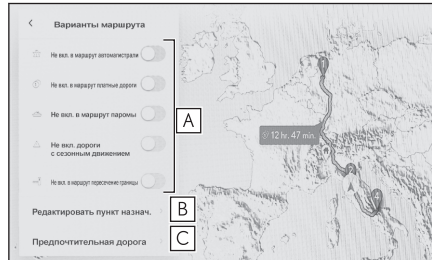 Варианты маршрута
Не вкл. в маршрут автомагистрали
Не вкл. в маршрут платные дороги
Не вкл. в маршрут паромы
Не вкл. дороги
с сезонным движением
Не вкл. в маршрут пересечение границы
A
Редактировать пункт назнач.
B
Предпочтительная дорога
C
12 hr. 47 min.